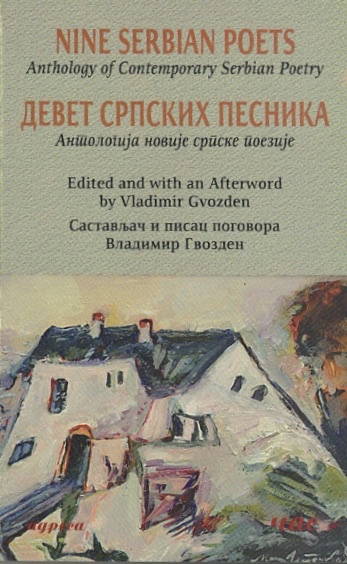 NINE SERBIAN POETS
Anthology of Contemporary Serbian Poetry
ДЕВЕТ СРПСКИХ ПЕСНИКА
Антологија новије српске поезије
Edited and with an Afterword
by Vladimir Gvozden
Састављач и писац поговора
Владимир Гвозден
адреса